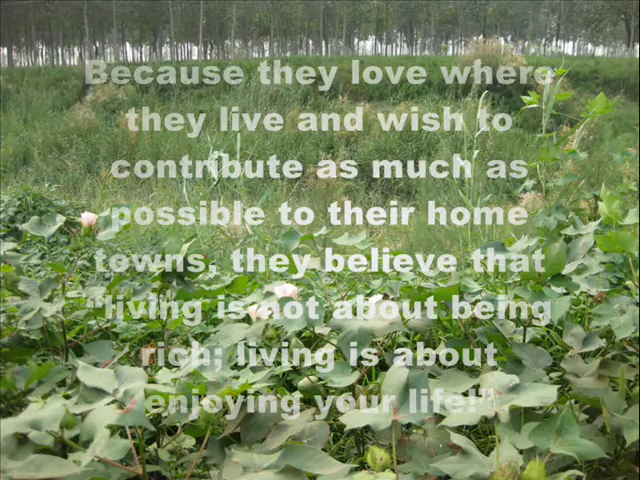 Because they love where
they live and wish to
contribute as much as
possible to their home
towns, they believe that
"living is not about being
rich; living is about
enjoying your life!"